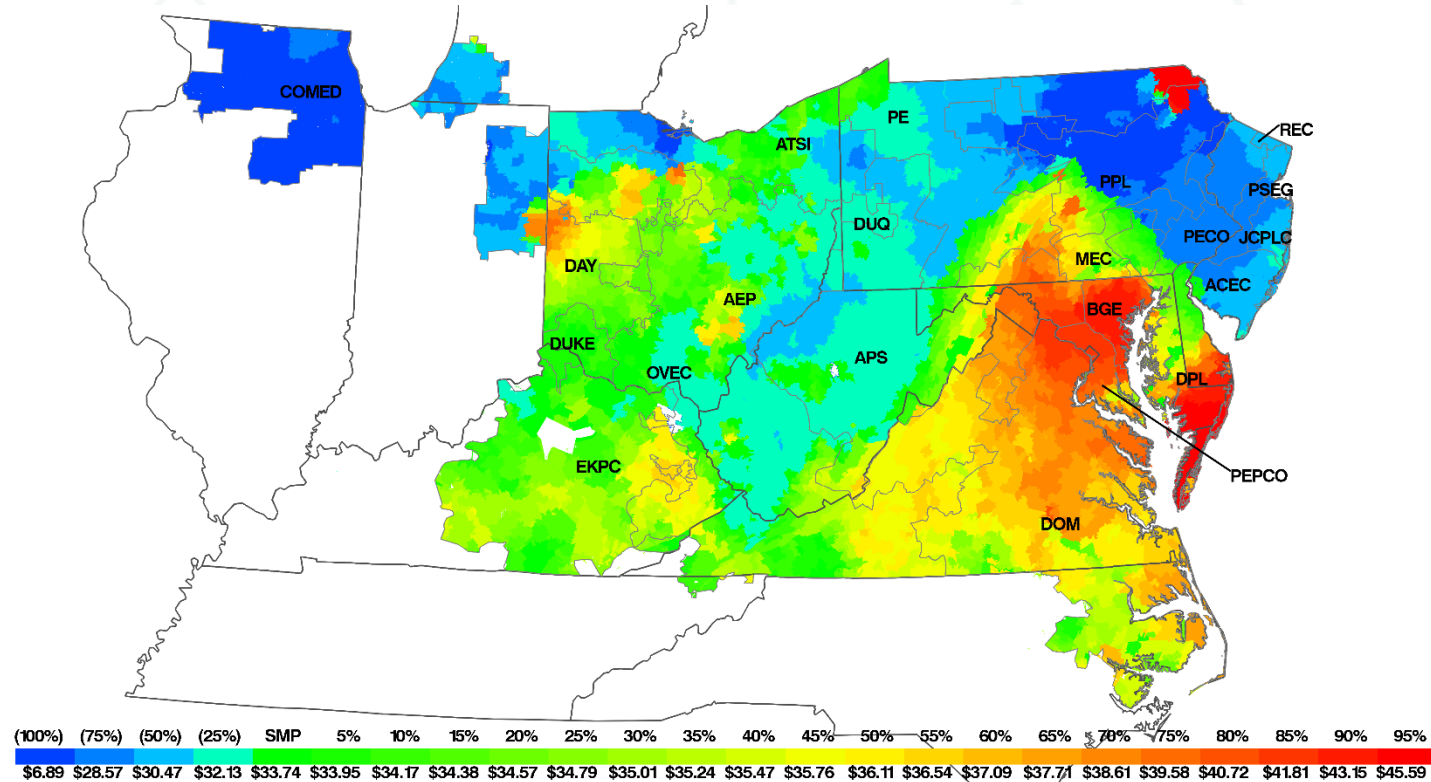 COMED
PE
REC
ATSI
PPL
PSEG
DUQ
PECO
JCPLC
DAY
MEC
ACEC
AEP
BGE
DUKE
APS
OVEC
DPL
EKPC
PEPCO
DOM
(100%) (75%) (50%) (25%) SMP 5% 10% 15% 20% 25% 30% 35% 40% 45% 50% 55% 60% 65% 70% 75% 80% 85% 90% 95%
$6.89 $28.57 $30.47 $32.13 $33.74 $33.95 $34.17 $34.38 $34.57 $34.79 $35.01 $35.24 $35.47 $35.76 $36.11 $36.54 $37.09 $37.71 $38.61 $39.58 $40.72 $41.81 $43.15 $45.59